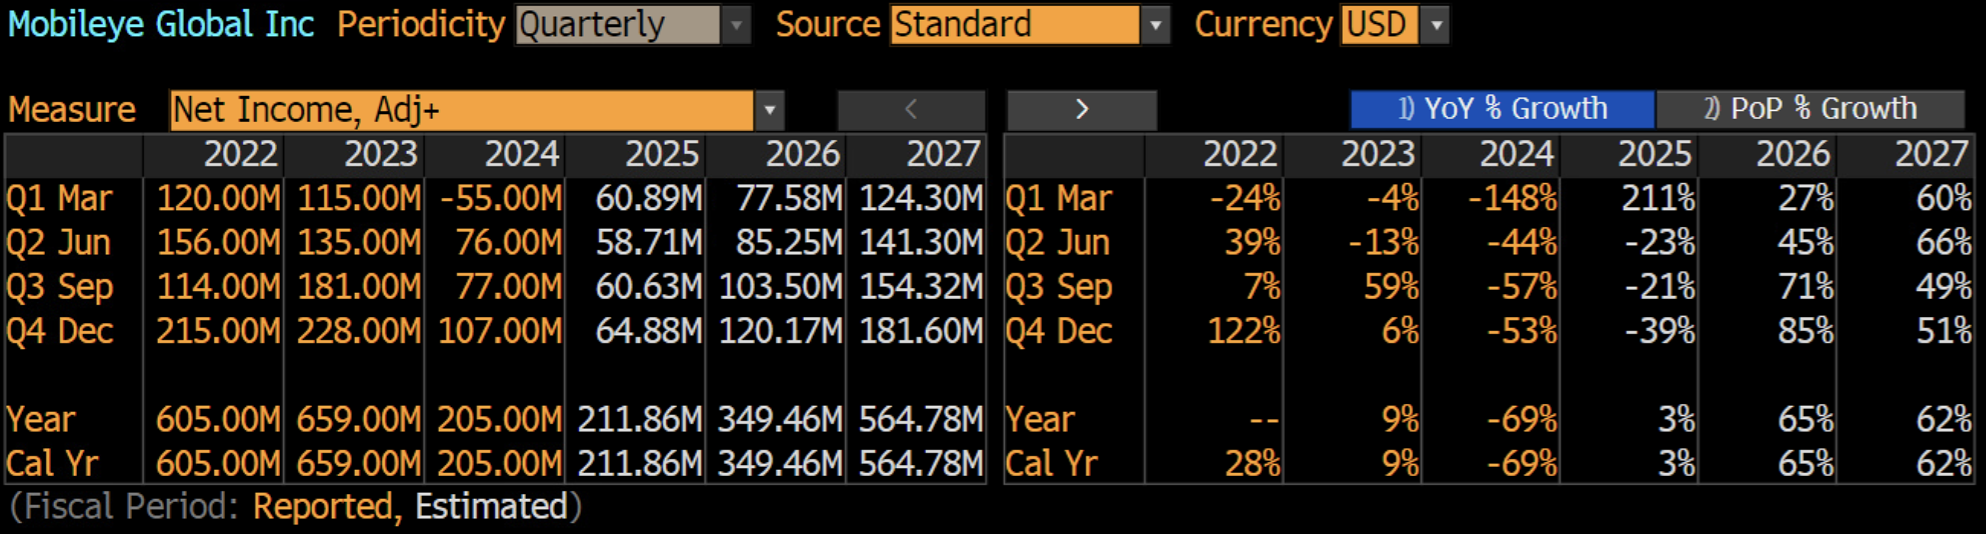 Mobileye Global Inc Periodicity Quarterly Source Standard Currency USD
Measure Net Income, Adj+ < > 1) YoY % Growth 2) PoP % Growth
2022 2023 2024 2025 2026 2027 2022 2023 2024 2025 2026 2027
Q1 Mar 120.00M 115.00M -55.00M 60.89M 77.58M 124.30M Q1 Mar -24% -4% -148% 211% 27% 60%
Q2 Jun 156.00M 135.00M 76.00M 58.71M 85.25M 141.30M Q2 Jun 39% -13% -44% -23% 45% 66%
Q3 Sep 114.00M 181.00M 77.00M 60.63M 103.50M 154.32M Q3 Sep 7% 59% -57% -21% 71% 49%
Q4 Dec 215.00M 228.00M 107.00M 64.88M 120.17M 181.60M Q4 Dec 122% 6% -53% -39% 85% 51%
Year 605.00M 659.00M 205.00M 211.86M 349.46M 564.78M Year -- 9% -69% 3% 65% 62%
Cal Yr 605.00M 659.00M 205.00M 211.86M 349.46M 564.78M Cal Yr 28% 9% -69% 3% 65% 62%
(Fiscal Period: Reported, Estimated)